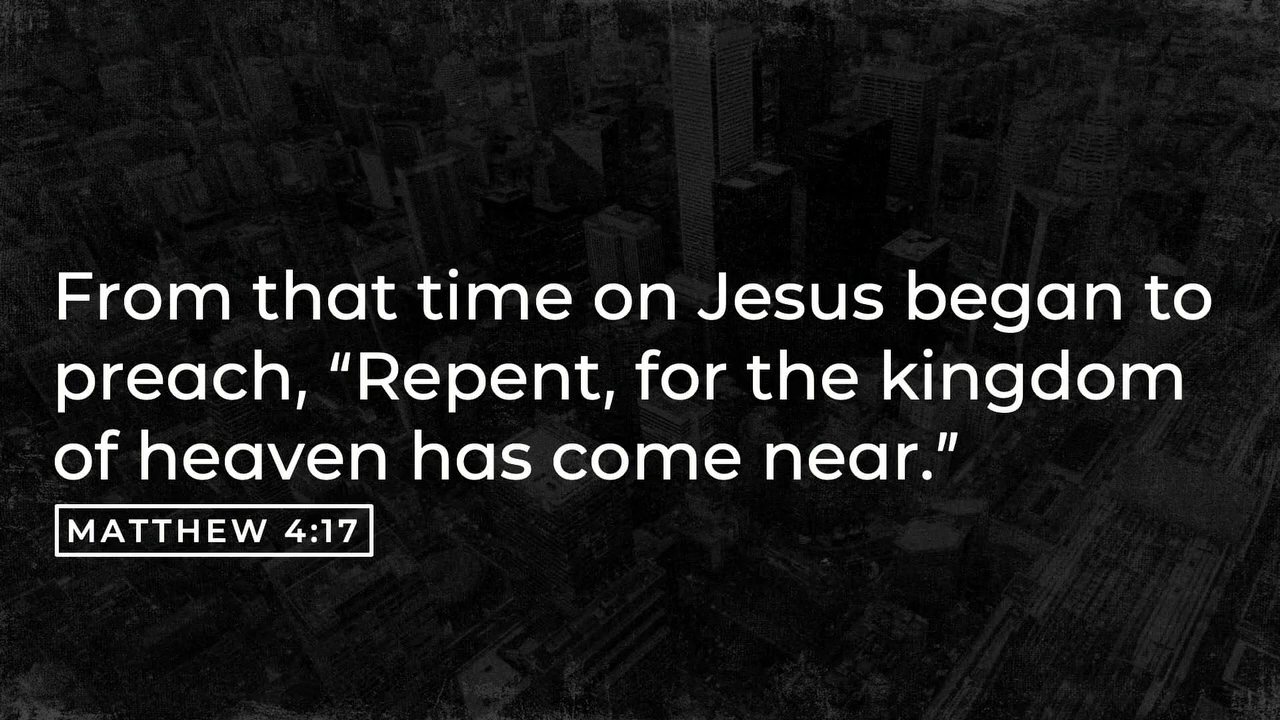 From that time on Jesus began to
preach, “Repent, for the kingdom
of heaven has come near.”
MATTHEW 4:17